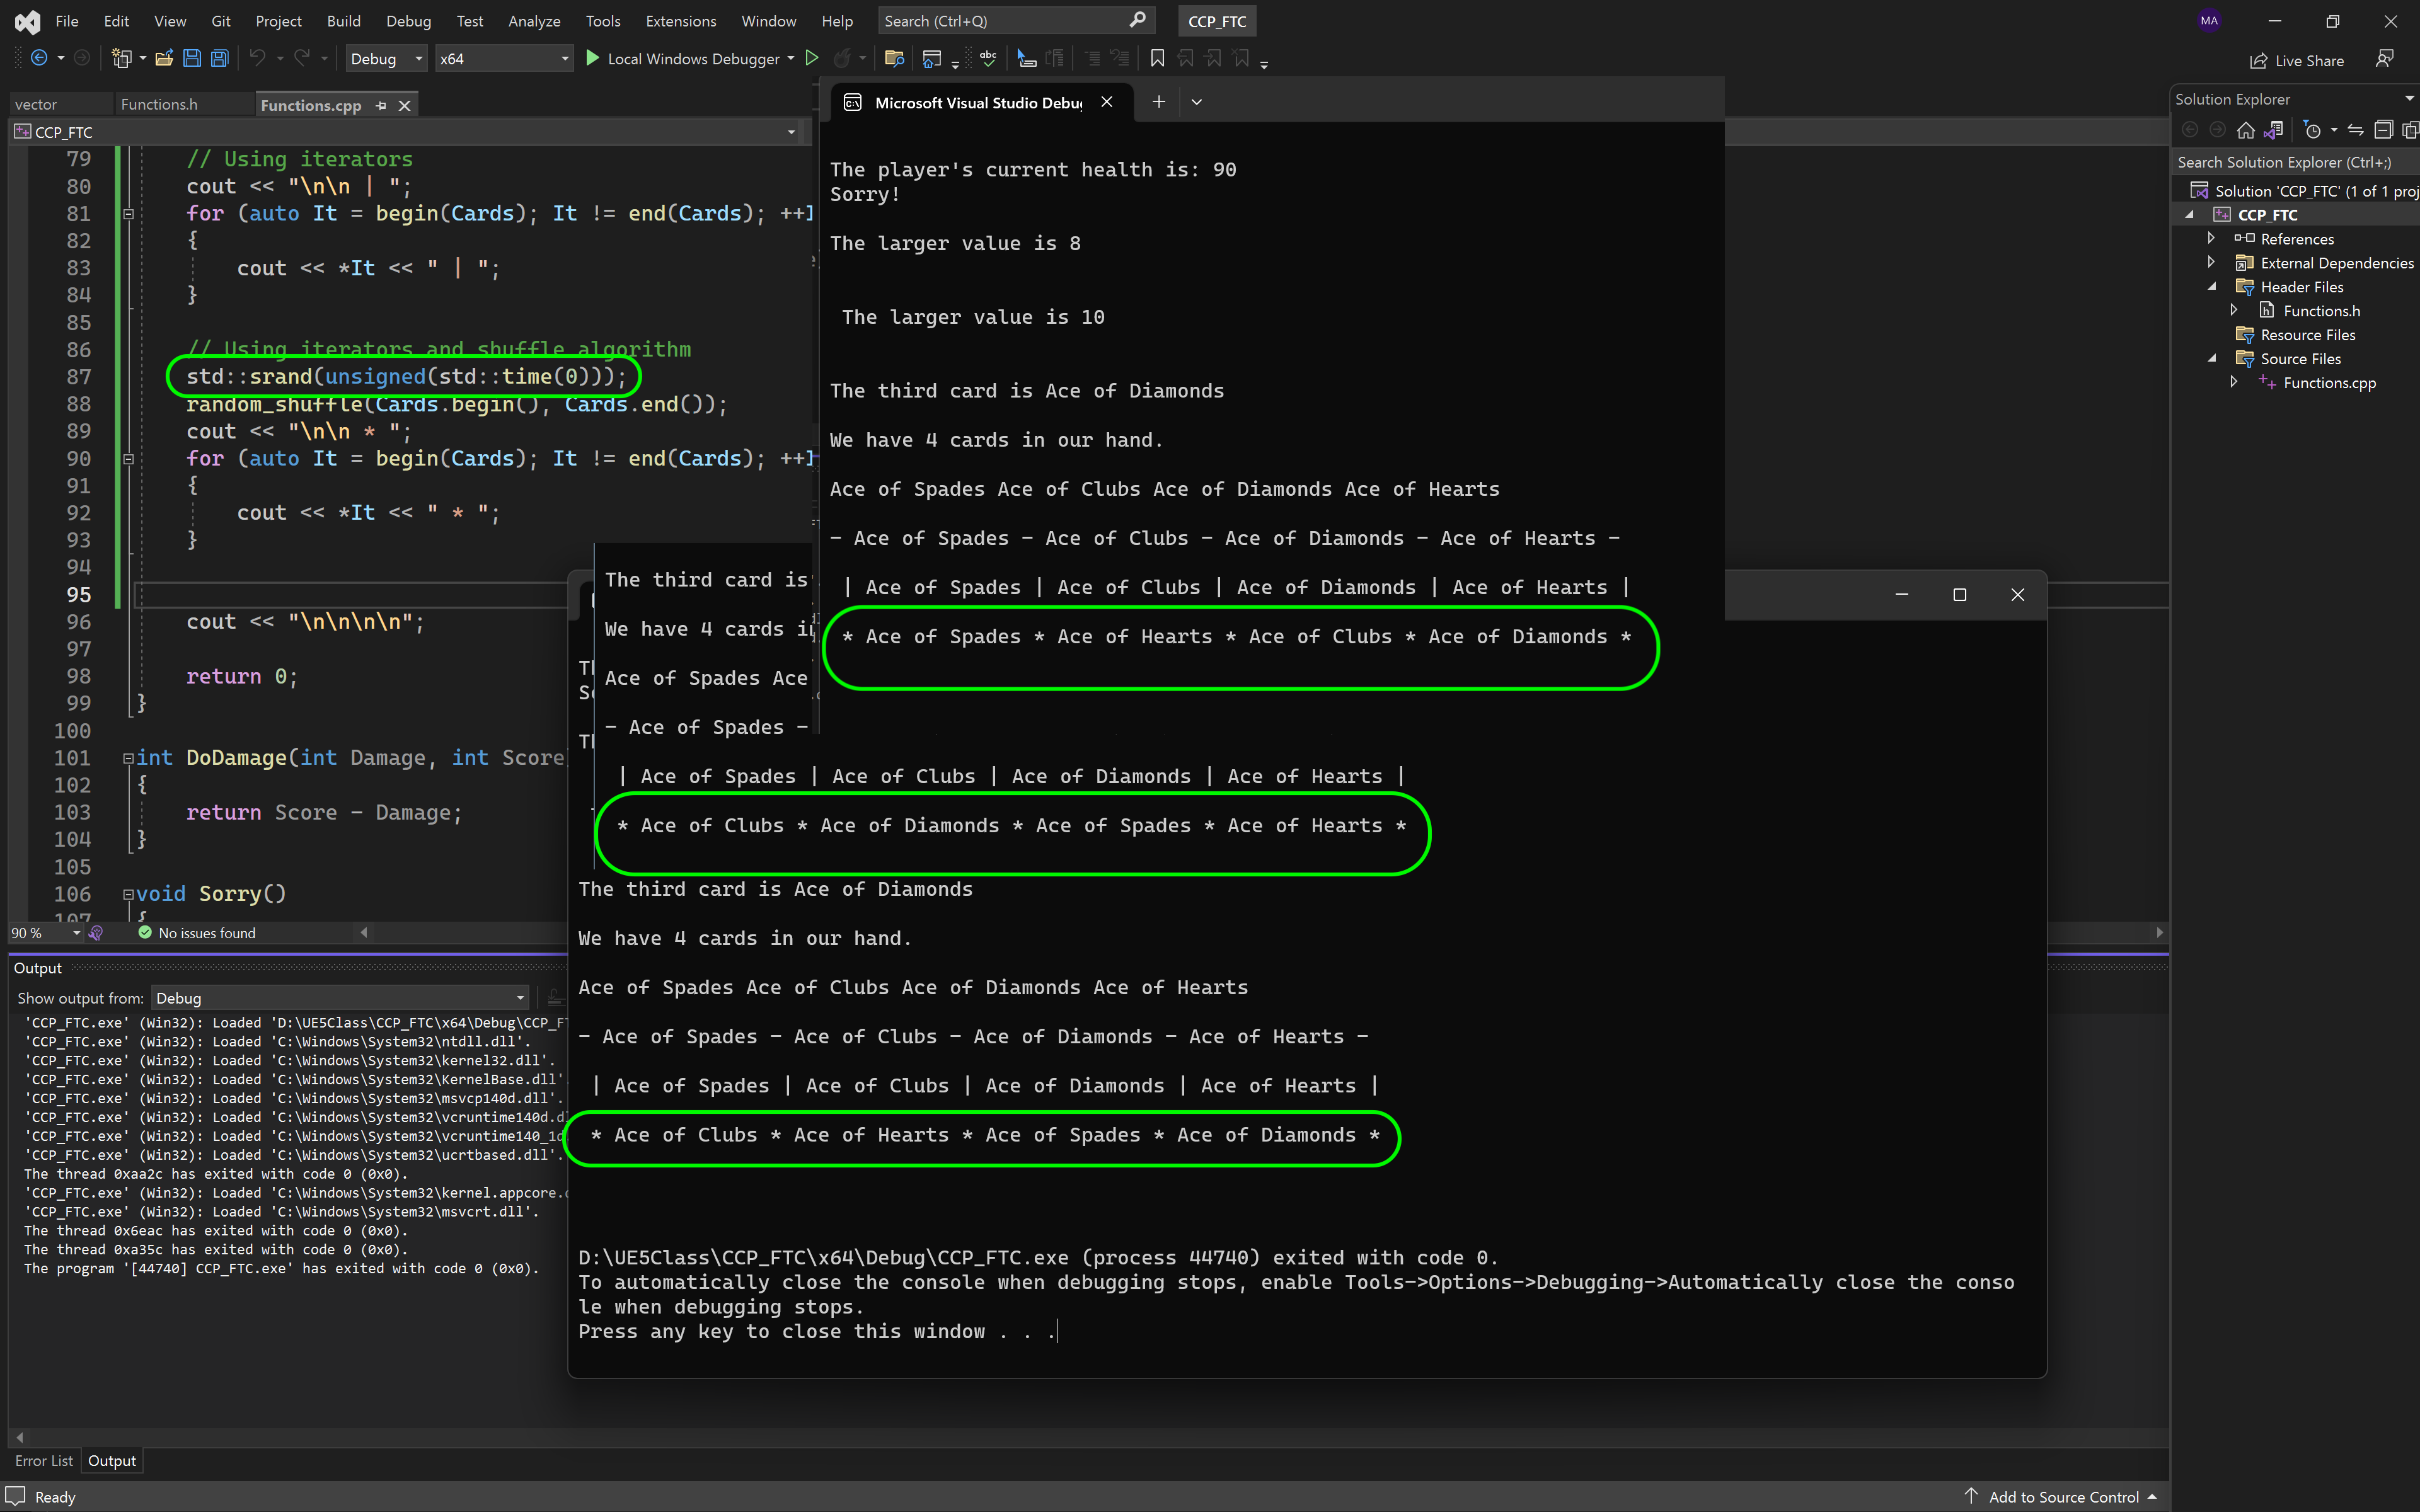 File Edit View Git Project Build Debug Test Analyze Tools Extensions Window Help Search (Ctrl+Q) CCP_FTC MA
Debug x64 Local Windows Debugger abc Live Share
vector Functions.h Functions.cpp
CCP_FTC
79 // Using iterators
80 cout << "\n\n | ";
81 for (auto It = begin(Cards); It != end(Cards); ++I
82 {
83 cout << *It << " | ";
84 }
85
86 // Using iterators and shuffle algorithm
87 std::srand(unsigned(std::time(0)));
88 random_shuffle(Cards.begin(), Cards.end());
89 cout << "\n\n * ";
90 for (auto It = begin(Cards); It != end(Cards); ++I
91 {
92 cout << *It << " * ";
93 }
94
95
96 cout << "\n\n\n\n";
97
98 return 0;
99 }
100
101 int DoDamage(int Damage, int Score
102 {
103 return Score - Damage;
104 }
105
106 void Sorry()
107 {
90 % No issues found
Microsoft Visual Studio Debu
The player's current health is: 90
Sorry!
The larger value is 8
The larger value is 10
The third card is Ace of Diamonds
We have 4 cards in our hand.
Ace of Spades Ace of Clubs Ace of Diamonds Ace of Hearts
- Ace of Spades - Ace of Clubs - Ace of Diamonds - Ace of Hearts -
| Ace of Spades | Ace of Clubs | Ace of Diamonds | Ace of Hearts |
* Ace of Spades * Ace of Hearts * Ace of Clubs * Ace of Diamonds *
The third card is
We have 4 cards in
Ace of Spades Ace
- Ace of Spades -
| Ace of Spades | Ace of Clubs | Ace of Diamonds | Ace of Hearts |
* Ace of Clubs * Ace of Diamonds * Ace of Spades * Ace of Hearts *
The third card is Ace of Diamonds
We have 4 cards in our hand.
Ace of Spades Ace of Clubs Ace of Diamonds Ace of Hearts
- Ace of Spades - Ace of Clubs - Ace of Diamonds - Ace of Hearts -
| Ace of Spades | Ace of Clubs | Ace of Diamonds | Ace of Hearts |
* Ace of Clubs * Ace of Hearts * Ace of Spades * Ace of Diamonds *
D:\UE5Class\CCP_FTC\x64\Debug\CCP_FTC.exe (process 44740) exited with code 0.
To automatically close the console when debugging stops, enable Tools->Options->Debugging->Automatically close the conso
le when debugging stops.
Press any key to close this window . . .
Output
Show output from: Debug
'CCP_FTC.exe' (Win32): Loaded 'D:\UE5Class\CCP_FTC\x64\Debug\CCP_FT
'CCP_FTC.exe' (Win32): Loaded 'C:\Windows\System32\ntdll.dll'.
'CCP_FTC.exe' (Win32): Loaded 'C:\Windows\System32\kernel32.dll'.
'CCP_FTC.exe' (Win32): Loaded 'C:\Windows\System32\KernelBase.dll'
'CCP_FTC.exe' (Win32): Loaded 'C:\Windows\System32\msvcp140d.dll'.
'CCP_FTC.exe' (Win32): Loaded 'C:\Windows\System32\vcruntime140d.dl
'CCP_FTC.exe' (Win32): Loaded 'C:\Windows\System32\vcruntime140_1d
'CCP_FTC.exe' (Win32): Loaded 'C:\Windows\System32\ucrtbased.dll'.
The thread 0xaa2c has exited with code 0 (0x0).
'CCP_FTC.exe' (Win32): Loaded 'C:\Windows\System32\kernel.appcore.d
'CCP_FTC.exe' (Win32): Loaded 'C:\Windows\System32\msvcrt.dll'.
The thread 0x6eac has exited with code 0 (0x0).
The thread 0xa35c has exited with code 0 (0x0).
The program '[44740] CCP_FTC.exe' has exited with code 0 (0x0).
Error List Output
Ready Add to Source Control
Solution Explorer
Search Solution Explorer (Ctrl+;)
Solution 'CCP_FTC' (1 of 1 proj
CCP_FTC
References
External Dependencies
Header Files
Functions.h
Resource Files
Source Files
Functions.cpp